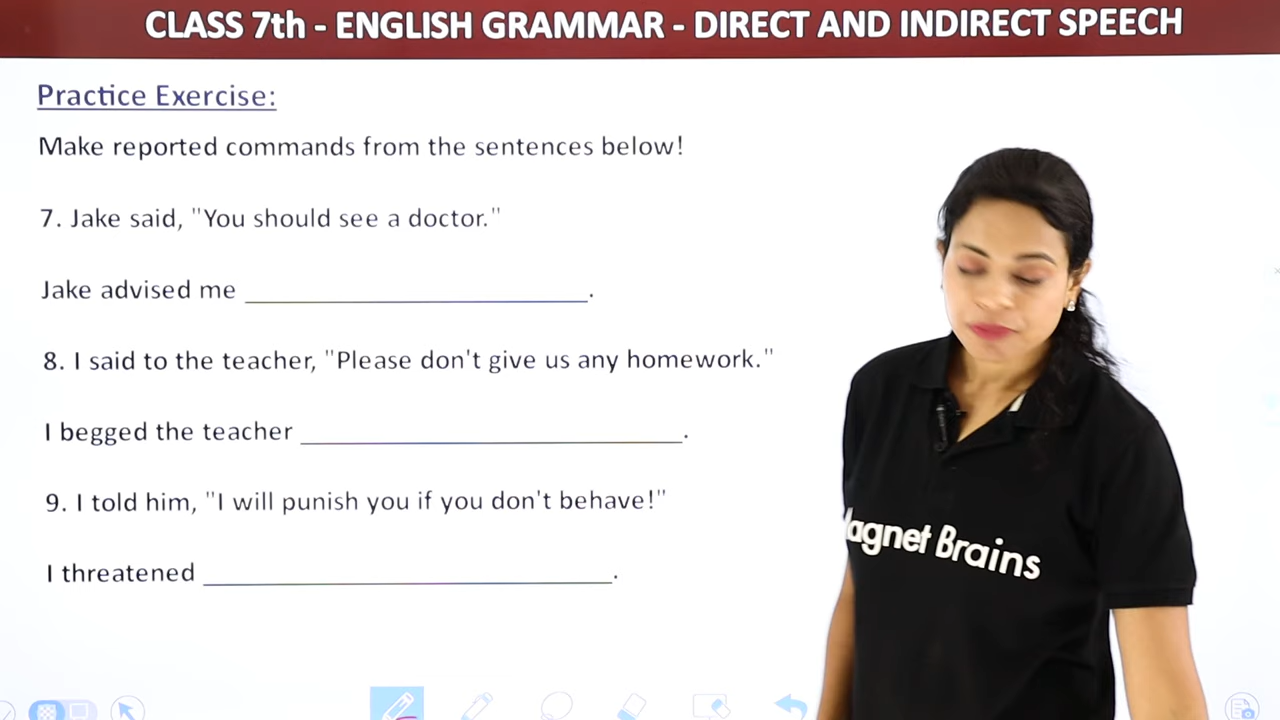 CLASS 7th - ENGLISH GRAMMAR - DIRECT AND INDIRECT SPEECH
Practice Exercise:
Make reported commands from the sentences below!
7. Jake said, "You should see a doctor."
Jake advised me ____________________.
8. I said to the teacher, "Please don't give us any homework."
I begged the teacher ______________________.
9. I told him, "I will punish you if you don't behave!"
I threatened ________________________.
agnet Brains